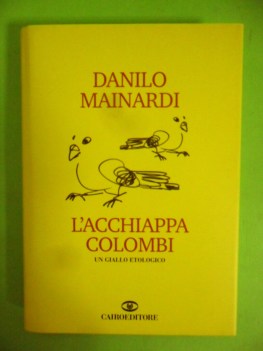 DANILO
MAINARDI
L'ACCHIAPPA
COLOMBI
UN GIALLO ETOLOGICO
CAIROEDITORE